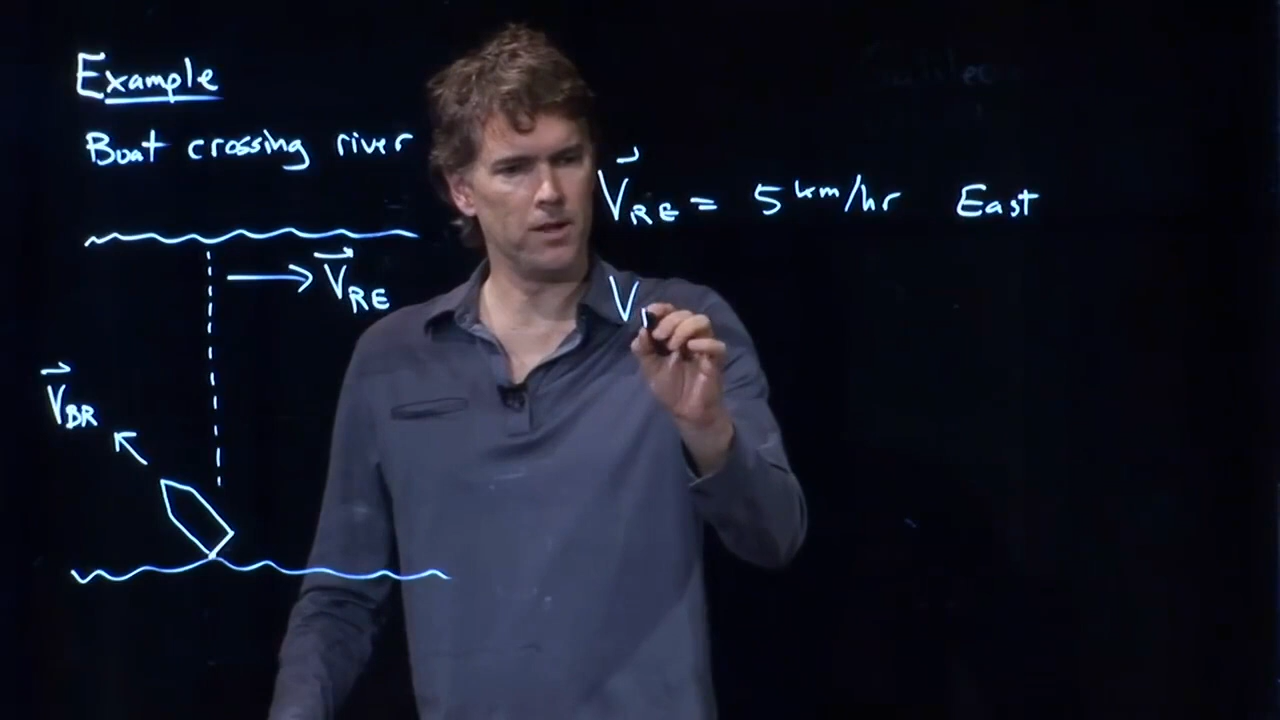 Example
Boat crossing river
V⃗RE = 5 km/hr East
V⃗RE
V
V⃗BR